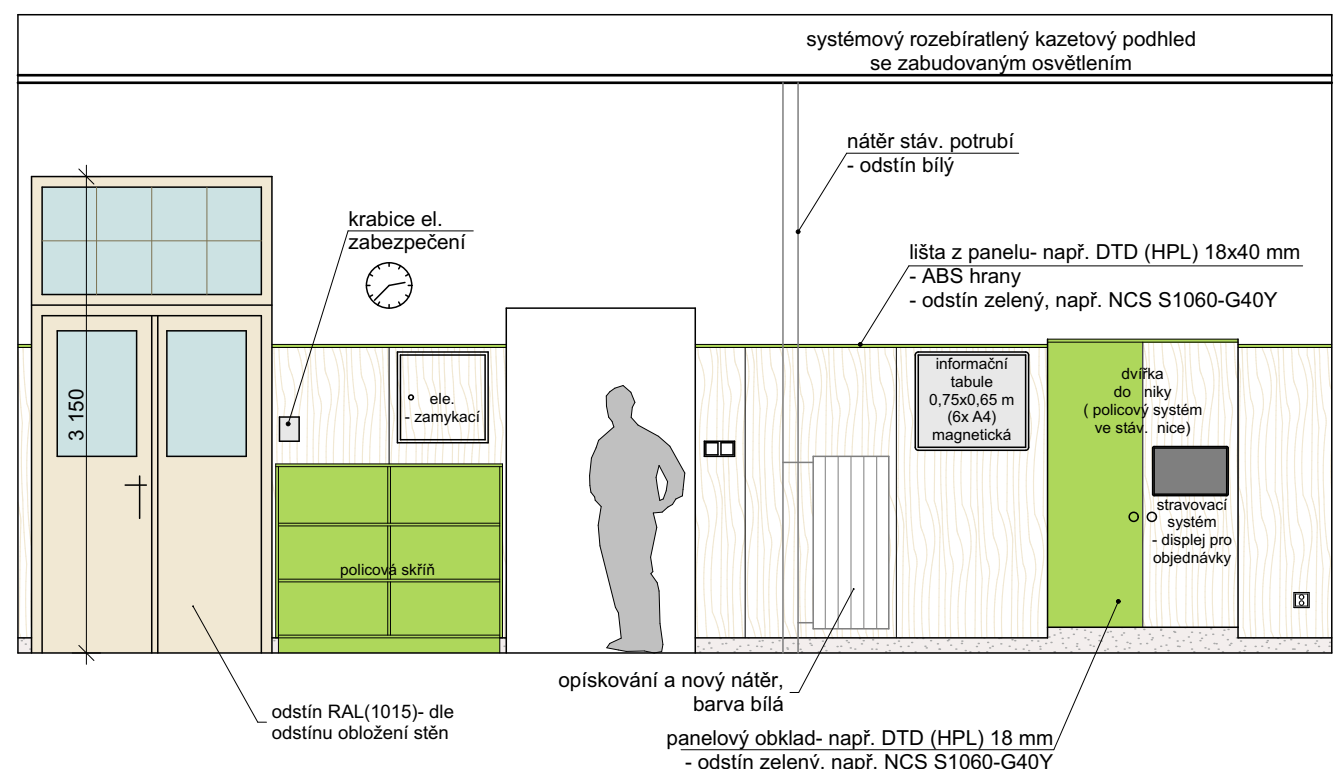 systémový rozebíratlený kazetový podhled
se zabudovaným osvětlením
nátěr stáv. potrubí
- odstín bílý
krabice el.
zabezpečení
lišta z panelu- např. DTD (HPL) 18x40 mm
- ABS hrany
- odstín zelený, např. NCS S1060-G40Y
3 150
ele.
- zamykací
informační
tabule
0,75x0,65 m
(6x A4)
magnetická
dvířka
do niky
( policový systém
ve stáv. nice)
stravovací
systém
- displej pro
objednávky
policová skříň
opískování a nový nátěr,
barva bílá
odstín RAL(1015)- dle
odstínu obložení stěn
panelový obklad- např. DTD (HPL) 18 mm
- odstín zelený, např. NCS S1060-G40Y